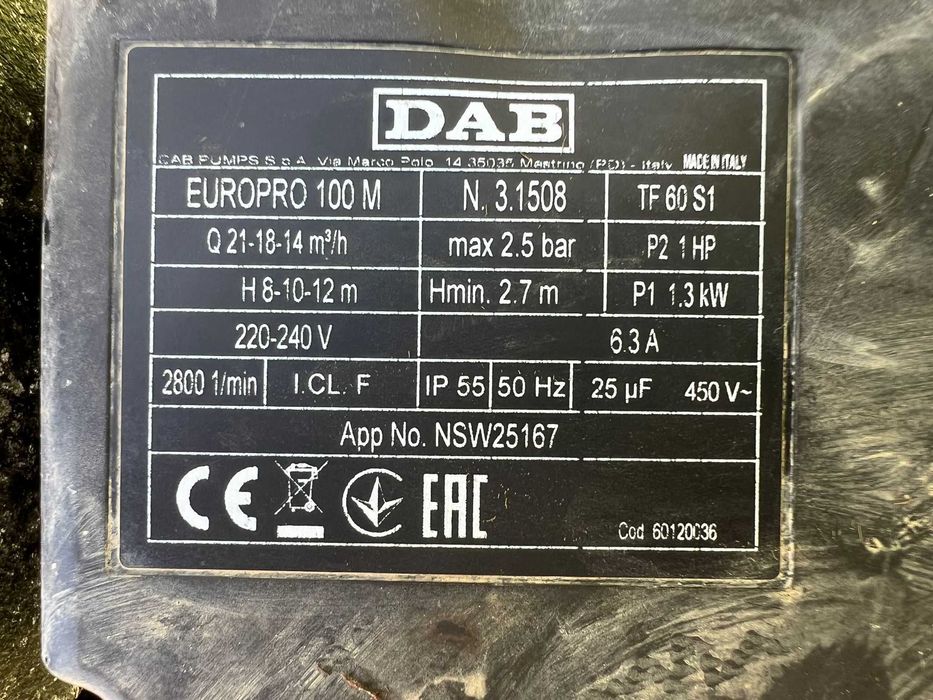 DAB
DAB PUMPS S.p.A. Via Marco Polo, 14 35035 Mestrino (PD) - Italy MADE IN ITALY
EUROPRO 100 M N. 3.1508 TF 60 S1
Q 21-18-14 m³/h max 2.5 bar P2 1 HP
H 8-10-12 m Hmin. 2.7 m P1 1.3 kW
220-240 V 6.3 A
2800 1/min I.CL. F IP 55 50 Hz 25 µF 450 V~
App No. NSW25167
CE EAC
Cod 60120036